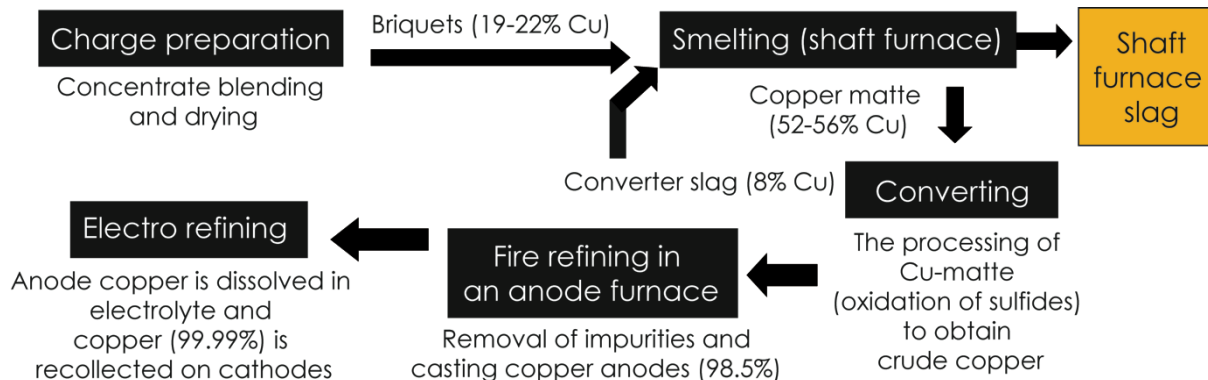 Charge preparation
Concentrate blending
and drying
Briquets (19-22% Cu)
Smelting (shaft furnace)
Shaft
furnace
slag
Copper matte
(52-56% Cu)
Converter slag (8% Cu)
Converting
The processing of
Cu-matte
(oxidation of sulfides)
to obtain
crude copper
Fire refining in
an anode furnace
Removal of impurities and
casting copper anodes (98.5%)
Electro refining
Anode copper is dissolved in
electrolyte and
copper (99.99%) is
recollected on cathodes